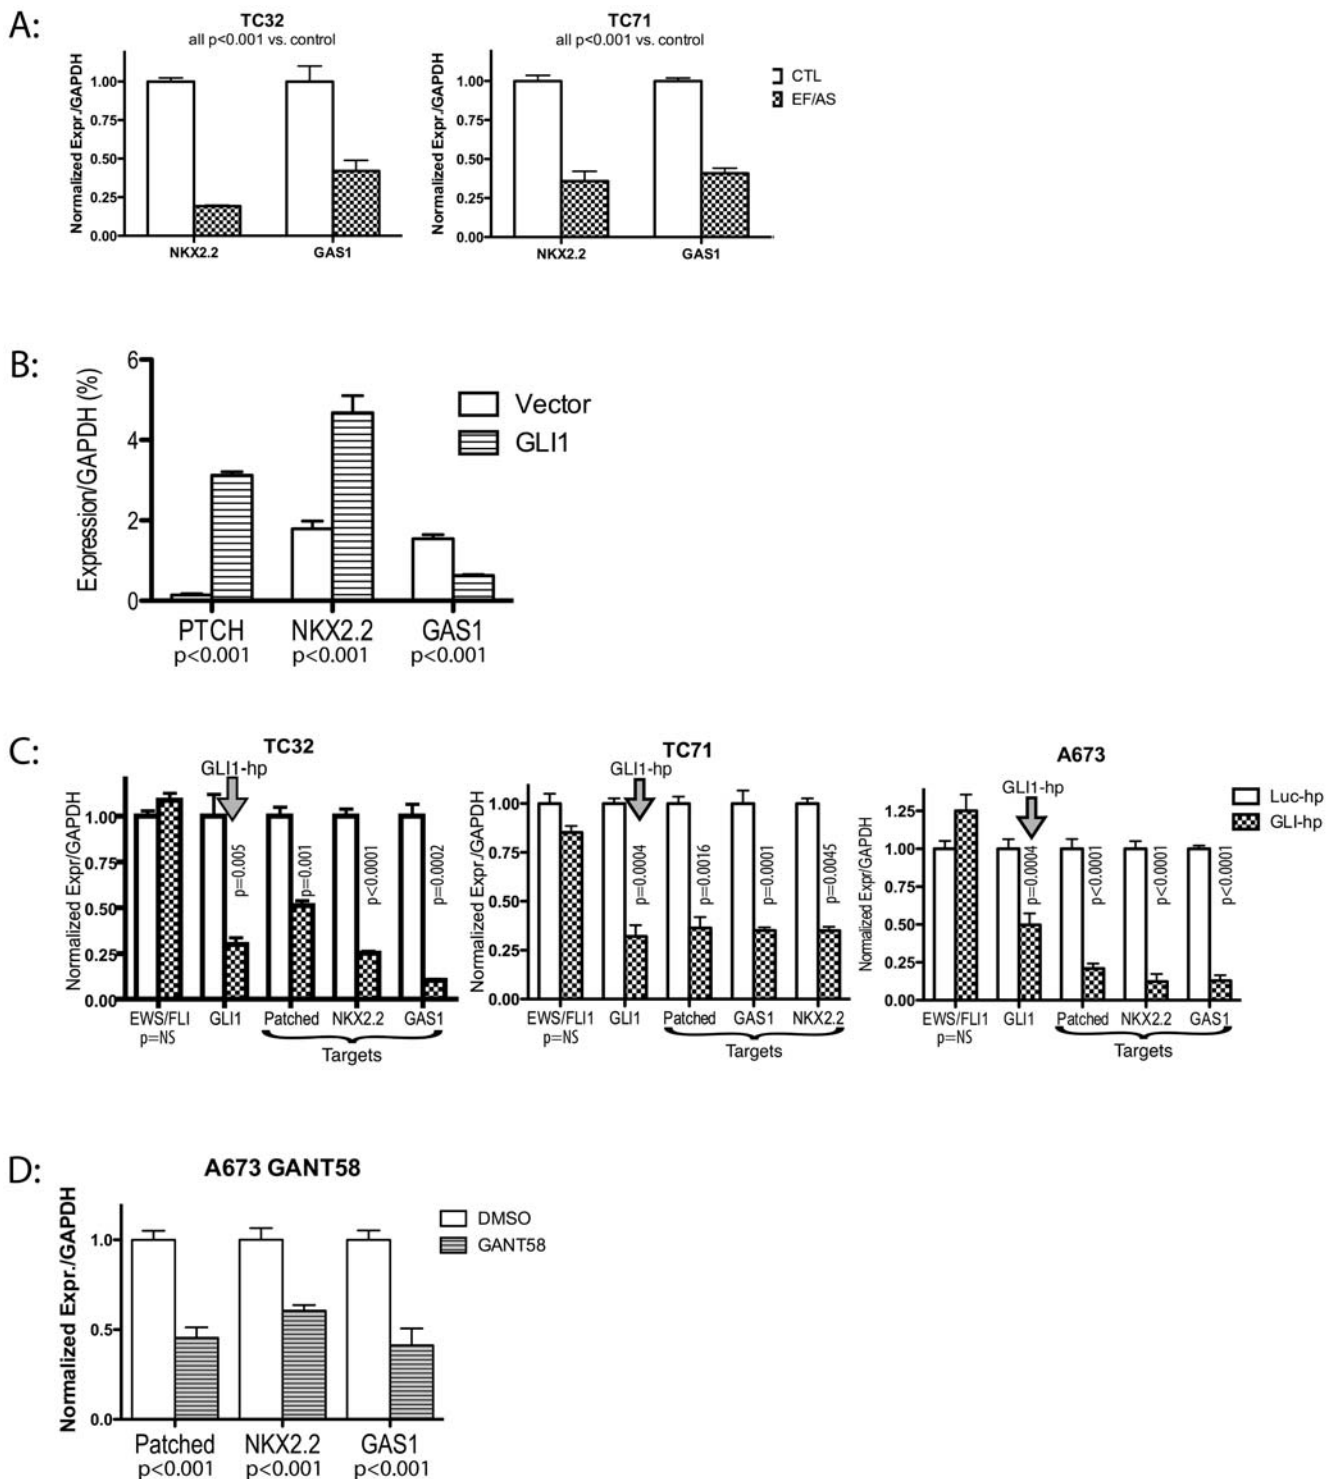 A:
TC32
all p<0.001 vs. control
Normalized Expr./GAPDH
1.00
0.75
0.50
0.25
0.00
NKX2.2 GAS1
TC71
all p<0.001 vs. control
Normalized Expr./GAPDH
1.00
0.75
0.50
0.25
0.00
NKX2.2 GAS1
CTL
EF/AS
B:
Expression/GAPDH (%)
6
4
2
0
PTCH NKX2.2 GAS1
p<0.001 p<0.001 p<0.001
Vector
GLI1
C:
TC32
GLI1-hp
Normalized Expr/GAPDH
1.00
0.75
0.50
0.25
0.00
p=0.005
p=0.001
p<0.0001
p=0.0002
EWS/FLI GLI1 Patched NKX2.2 GAS1
p=NS
Targets
TC71
GLI1-hp
Normalized Expr./GAPDH
1.00
0.75
0.50
0.25
0.00
p=0.0004
p=0.0016
p=0.0001
p=0.0045
EWS/FLI1 GLI1 Patched GAS1 NKX2.2
p=NS
Targets
A673
GLI1-hp
Normalized Expr/GAPDH
1.25
1.00
0.75
0.50
0.25
0.00
p=0.0004
p<0.0001
p<0.0001
p<0.0001
EWS/FLI1 GLI1 Patched NKX2.2 GAS1
p=NS
Targets
Luc-hp
GLI-hp
D:
A673 GANT58
Normalized Expr./GAPDH
1.0
0.5
0.0
Patched NKX2.2 GAS1
p<0.001 p<0.001 p<0.001
DMSO
GANT58